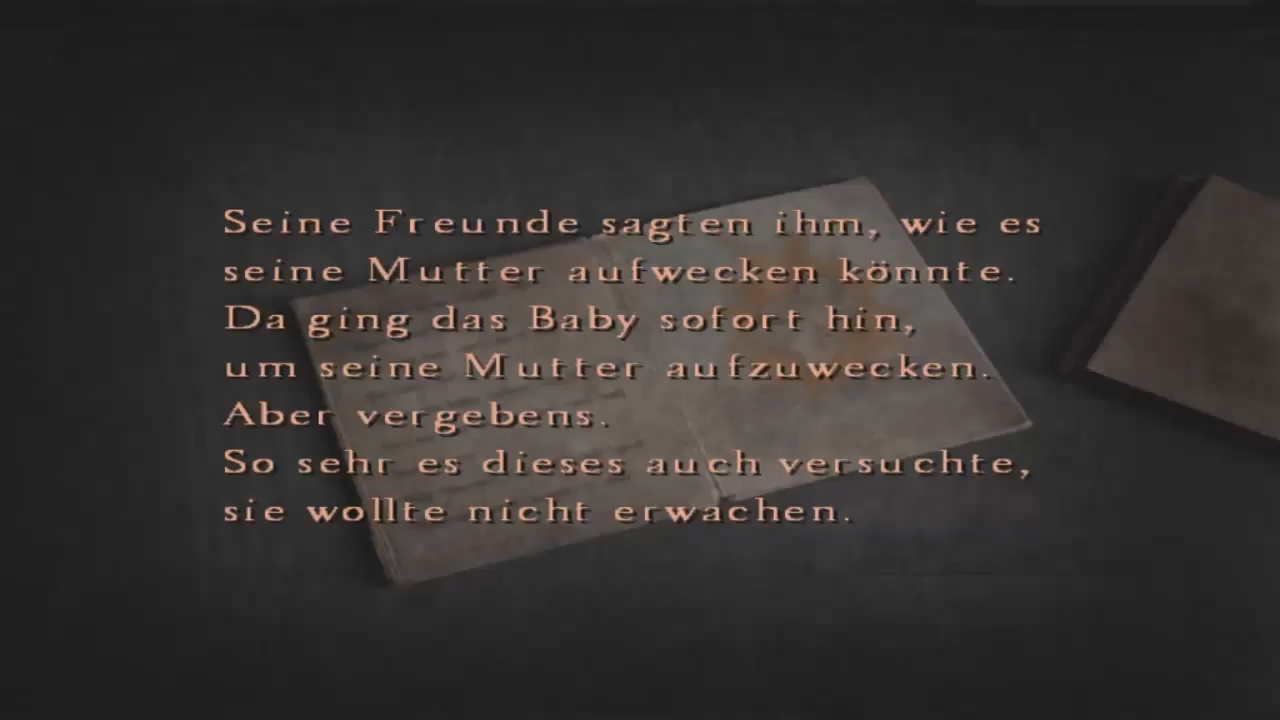 Seine Freunde sagten ihm, wie es
seine Mutter aufwecken könnte.
Da ging das Baby sofort hin,
um seine Mutter aufzuwecken.
Aber vergebens.
So sehr es dieses auch versuchte,
sie wollte nicht erwachen.